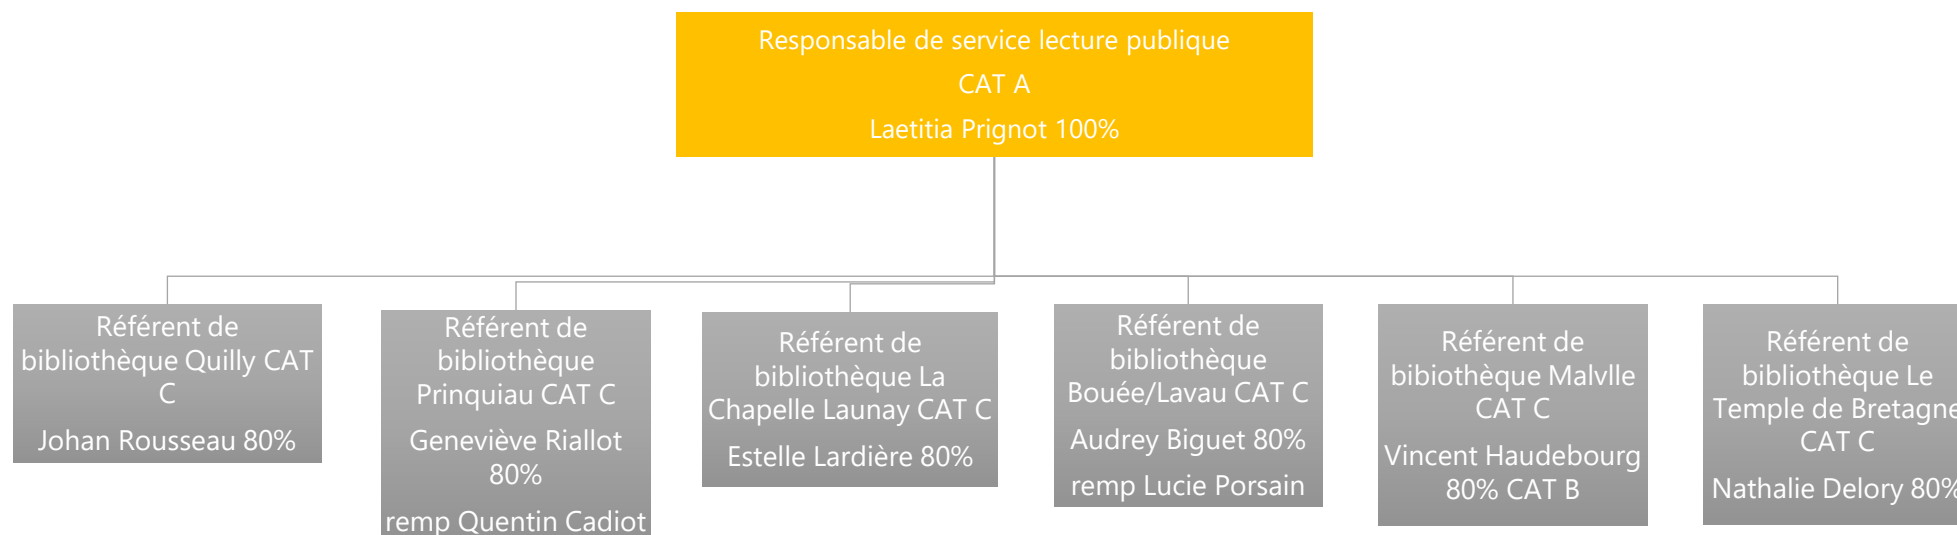 Responsable de service lecture publique
CAT A
Laetitia Prignot 100%
Référent de
bibliothèque Quilly CAT
C
Johan Rousseau 80%
Référent de
bibliothèque
Prinquiau CAT C
Geneviève Riallot
80%
remp Quentin Cadiot
Référent de
bibliothèque La
Chapelle Launay CAT C
Estelle Lardière 80%
Référent de
bibliothèque
Bouée/Lavau CAT C
Audrey Biguet 80%
remp Lucie Porsain
Référent de
bibiothèque Malvlle
CAT C
Vincent Haudebourg
80% CAT B
Référent de
bibliothèque Le
Temple de Bretagne
CAT C
Nathalie Delory 80%